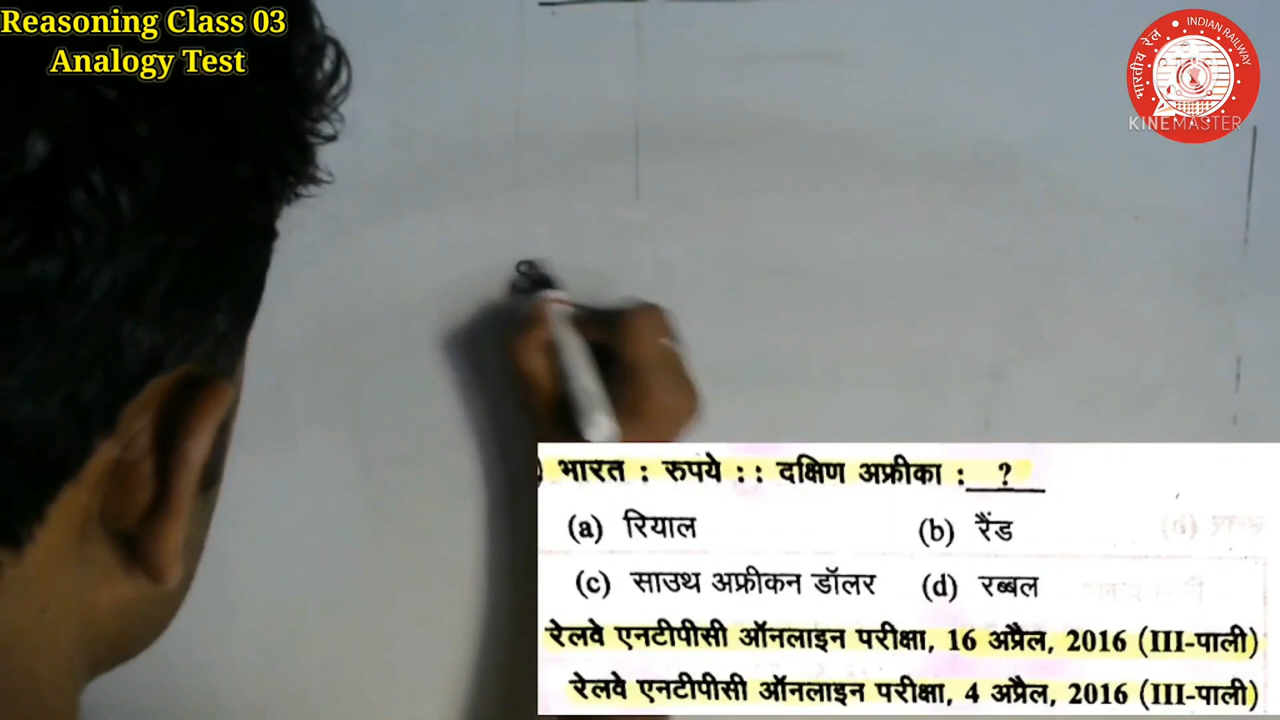 Reasoning Class 03
Analogy Test
भारतीय रेल INDIAN RAILWAY
KINEMASTER
भारत : रुपये : : दक्षिण अफ्रीका : ?
(a) रियाल (b) रैंड
(c) साउथ अफ्रीकन डॉलर (d) रब्बल
रेलवे एनटीपीसी ऑनलाइन परीक्षा, 16 अप्रैल, 2016 (III-पाली)
रेलवे एनटीपीसी ऑनलाइन परीक्षा, 4 अप्रैल, 2016 (III-पाली)